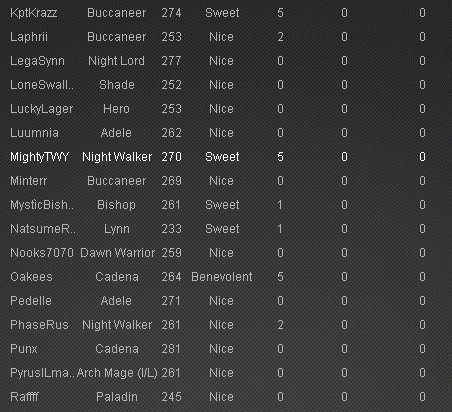 KptKrazz Buccaneer 274 Sweet 5 0 0
Laphrii Buccaneer 253 Nice 2 0 0
LegaSynn Night Lord 277 Nice 0 0 0
LoneSwall.. Shade 252 Nice 0 0 0
LuckyLager Hero 253 Nice 0 0 0
Luumnia Adele 262 Nice 0 0 0
MightyTWY Night Walker 270 Sweet 5 0 0
Minterr Buccaneer 269 Nice 0 0 0
MysticBish.. Bishop 261 Sweet 1 0 0
NatsumeR.. Lynn 233 Sweet 1 0 0
Nooks7070 Dawn Warrior 259 Nice 0 0 0
Oakees Cadena 264 Benevolent 5 0 0
Pedelle Adele 271 Nice 0 0 0
PhaseRus Night Walker 261 Nice 2 0 0
Punx Cadena 281 Nice 0 0 0
PyrusILma.. Arch Mage (I/L) 261 Nice 0 0 0
Raffff Paladin 245 Nice 0 0 0